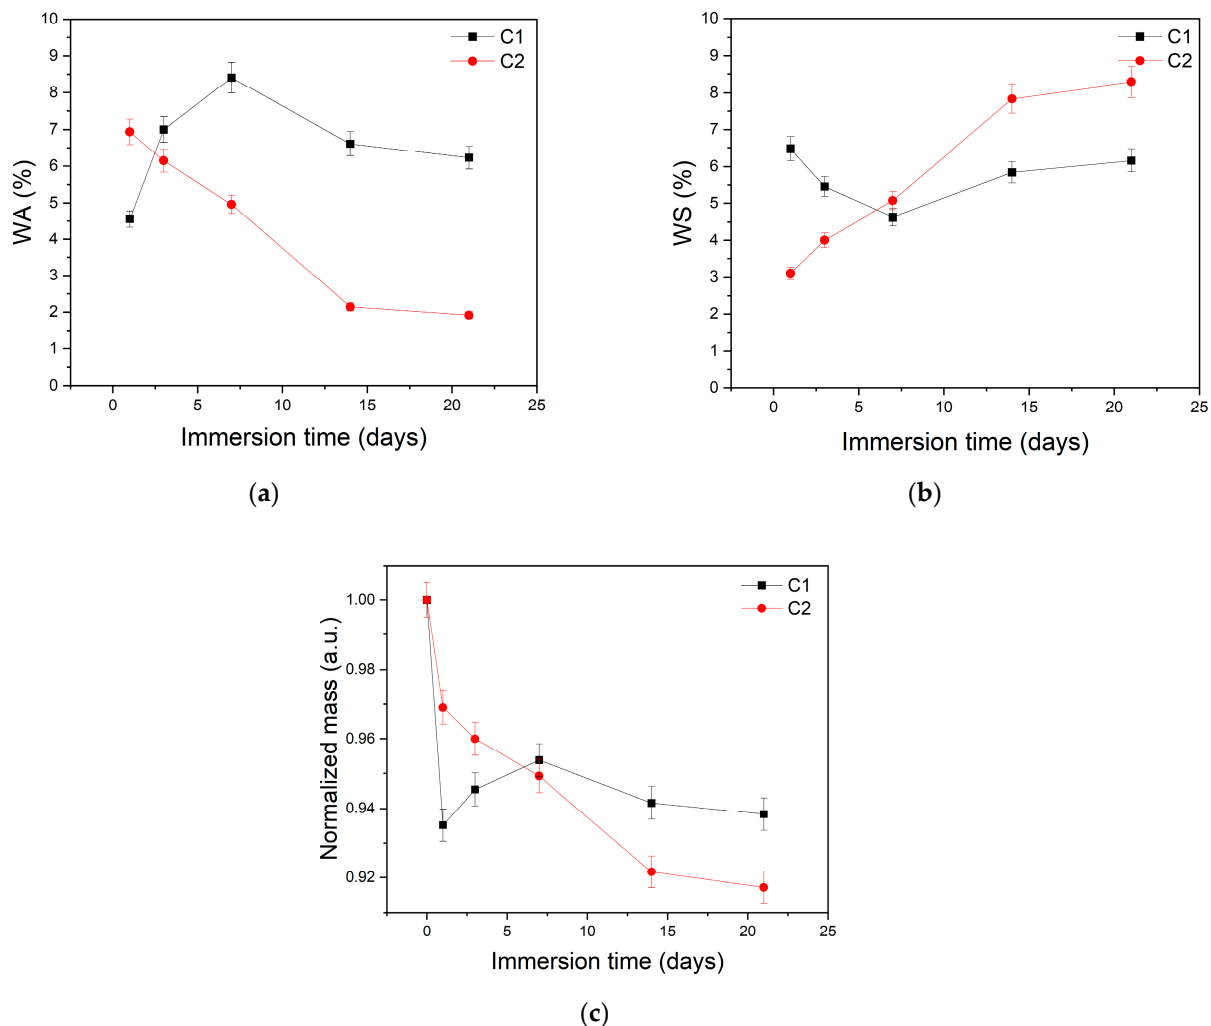 10
9
8
7
6
5
4
3
2
1
0
WA (%)
C1
C2
0 5 10 15 20 25
Immersion time (days)
(a)
10
9
8
7
6
5
4
3
2
1
0
WS (%)
C1
C2
0 5 10 15 20 25
Immersion time (days)
(b)
1.00
0.98
0.96
0.94
0.92
Normalized mass (a.u.)
C1
C2
0 5 10 15 20 25
Immersion time (days)
(c)